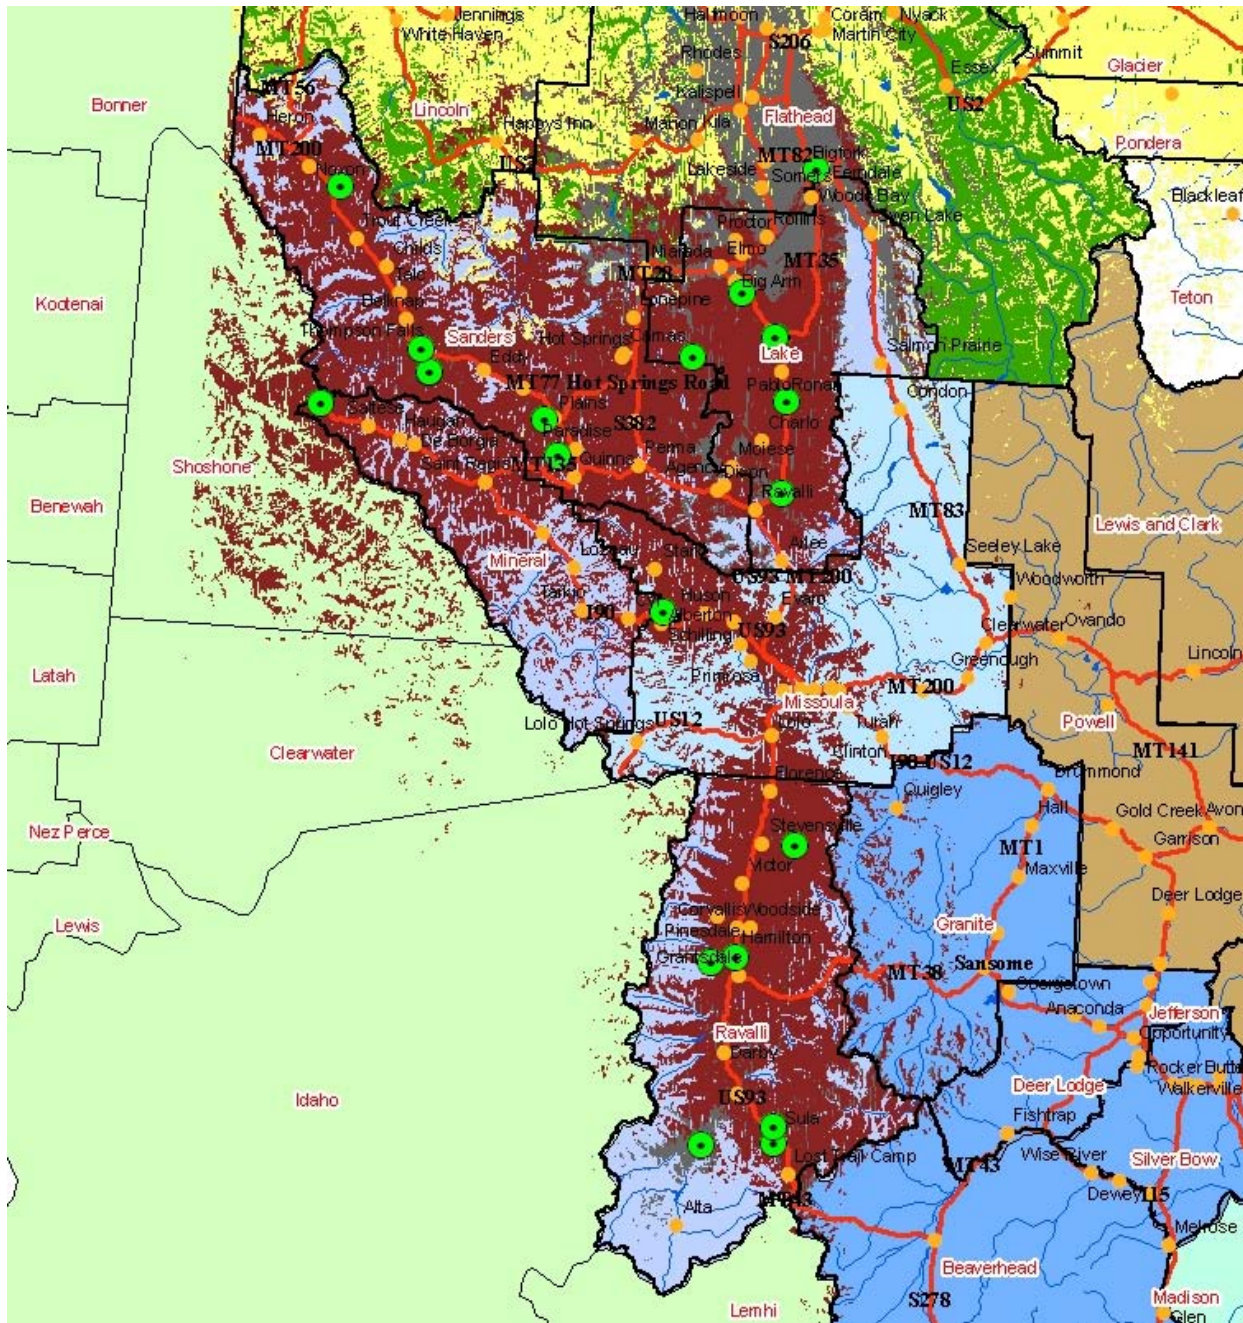 Jennings
White Haven
Harmoon
Coram
Nyack
Martin City
S206
Rhodes
Summit
Essex
Glacier
US2
MT56
Bonner
Lincoln
Kalispell
Heron
Happys Inn
Marion
Kila
Flathead
Pondera
MT200
MT82
Bigfork
Lakeside
Somers
Ferndale
Noxon
Woods Bay
Blackleaf
Trout Creek
Proctor
Rollins
Swan Lake
Childs
Niarada
Elmo
MT35
MT28
Big Arm
Kootenai
Belknap
Lonepine
Teton
Thompson Falls
Sanders
Hot Springs
Camas
Lake
Salmon Prairie
Eddy
MT77 Hot Springs Road
Pablo
Ronan
Condon
Saltese
Plains
Charlo
Haugan
Paradise
S382
De Borgia
Moiese
Shoshone
Saint Regis
MT135
Quinns
Perma
Agency
Dixon
Ravalli
Benewah
MT83
Lewis and Clark
Lozeau
Stark
Arlee
Mineral
Seeley Lake
US93
MT200
Woodworth
Tarkio
I90
Huson
Evaro
Alberton
Schilling
US93
Clearwater
Ovando
Greenough
Latah
Primrose
Lincoln
MT200
Missoula
Lolo Hot Springs
US12
Lolo
Turah
Powell
Clearwater
Clinton
MT141
I90-US12
Florence
Drummond
Quigley
Hall
Gold Creek
Avon
Nez Perce
Stevensville
MT1
Garrison
Victor
Maxville
Deer Lodge
Corvallis
Woodside
Lewis
Pinesdale
Hamilton
Granite
Grantsdale
MT38
Sansome
Georgetown
Anaconda
Jefferson
Ravalli
Opportunity
Darby
Rocker
Butte
Deer Lodge
Walkerville
Idaho
US93
Sula
Fishtrap
Lost Trail Camp
Wise River
Silver Bow
MT43
MT43
Dewey
I15
Alta
Melrose
Beaverhead
S278
Madison
Lemhi
Glen